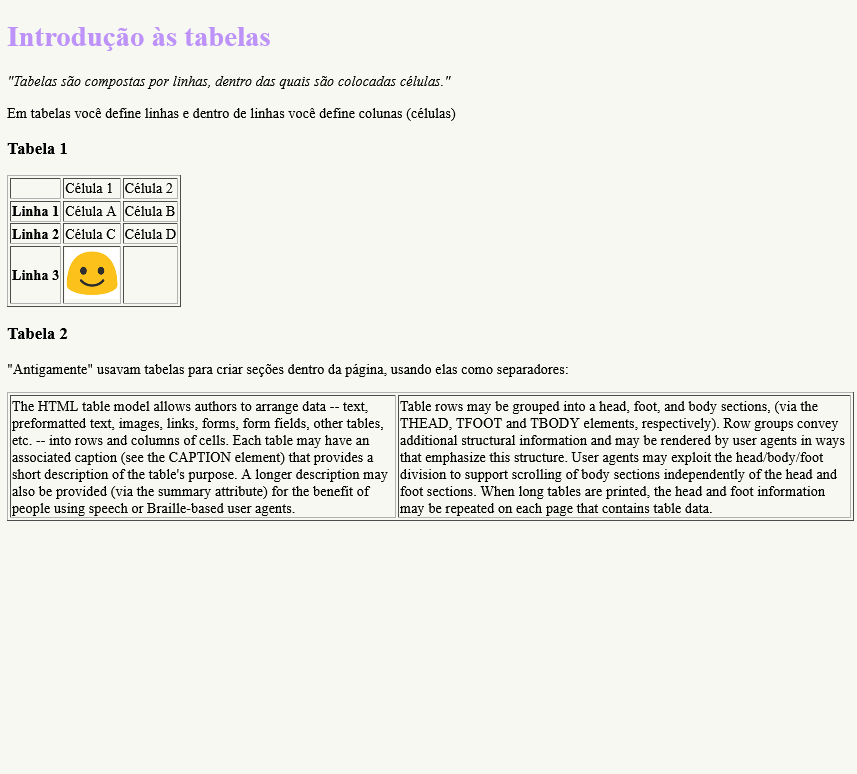 Introdução às tabelas
"Tabelas são compostas por linhas, dentro das quais são colocadas células."
Em tabelas você define linhas e dentro de linhas você define colunas (células)
Tabela 1
Célula 1 Célula 2
Linha 1 Célula A Célula B
Linha 2 Célula C Célula D
Linha 3
Tabela 2
"Antigamente" usavam tabelas para criar seções dentro da página, usando elas como separadores:
The HTML table model allows authors to arrange data -- text,
preformatted text, images, links, forms, form fields, other tables,
etc. -- into rows and columns of cells. Each table may have an
associated caption (see the CAPTION element) that provides a
short description of the table's purpose. A longer description may
also be provided (via the summary attribute) for the benefit of
people using speech or Braille-based user agents.
Table rows may be grouped into a head, foot, and body sections, (via the
THEAD, TFOOT and TBODY elements, respectively). Row groups convey
additional structural information and may be rendered by user agents in ways
that emphasize this structure. User agents may exploit the head/body/foot
division to support scrolling of body sections independently of the head and
foot sections. When long tables are printed, the head and foot information
may be repeated on each page that contains table data.